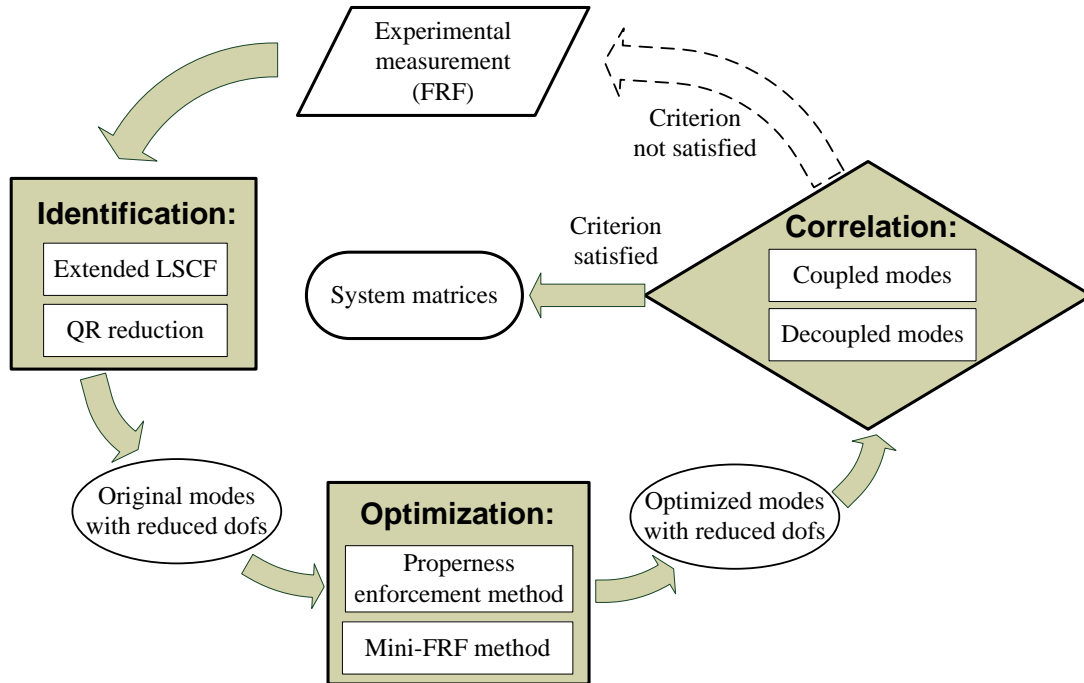 Experimental
measurement
(FRF)
Criterion
not satisfied
Identification:
Extended LSCF
QR reduction
Criterion
satisfied
System matrices
Correlation:
Coupled modes
Decoupled modes
Original modes
with reduced dofs
Optimization:
Properness
enforcement method
Mini-FRF method
Optimized modes
with reduced dofs